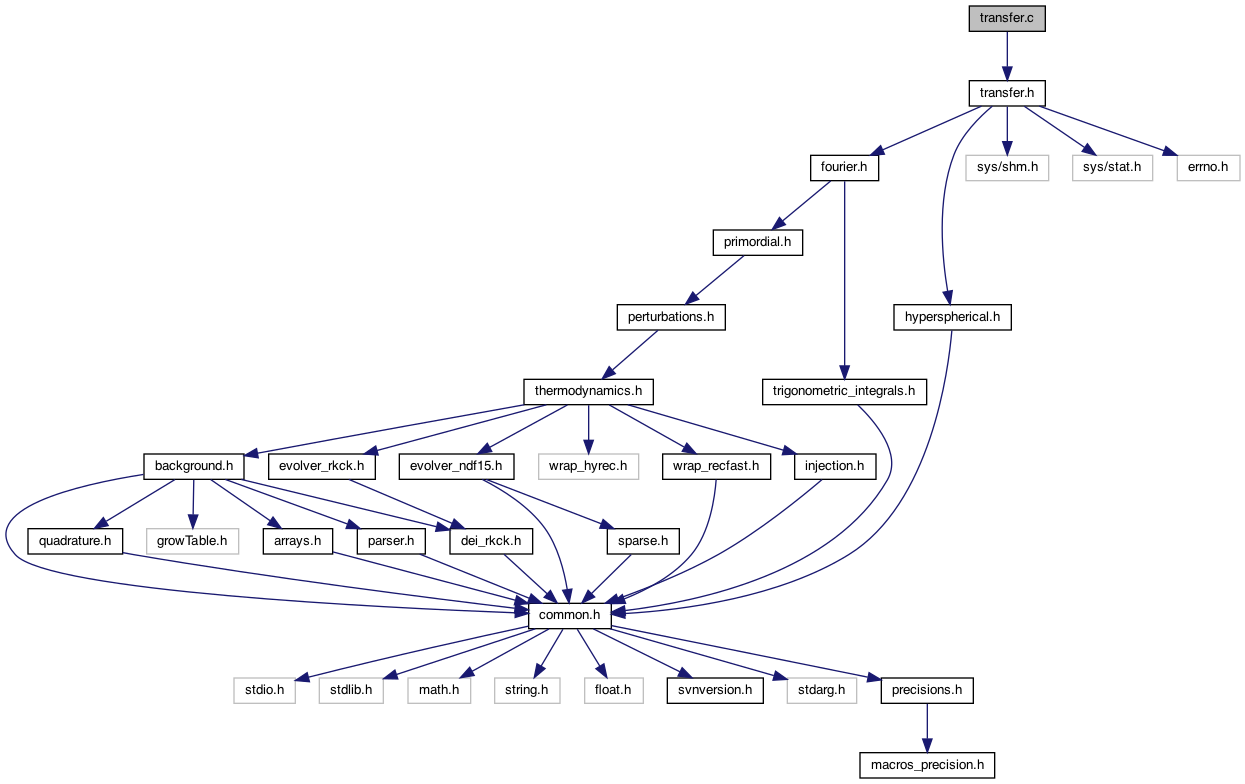 transfer.c
transfer.h
fourier.h
sys/shm.h
sys/stat.h
errno.h
primordial.h
perturbations.h
hyperspherical.h
thermodynamics.h
trigonometric_integrals.h
background.h
evolver_rkck.h
evolver_ndf15.h
wrap_hyrec.h
wrap_recfast.h
injection.h
quadrature.h
growTable.h
arrays.h
parser.h
dei_rkck.h
sparse.h
common.h
stdio.h
stdlib.h
math.h
string.h
float.h
svnversion.h
stdarg.h
precisions.h
macros_precision.h